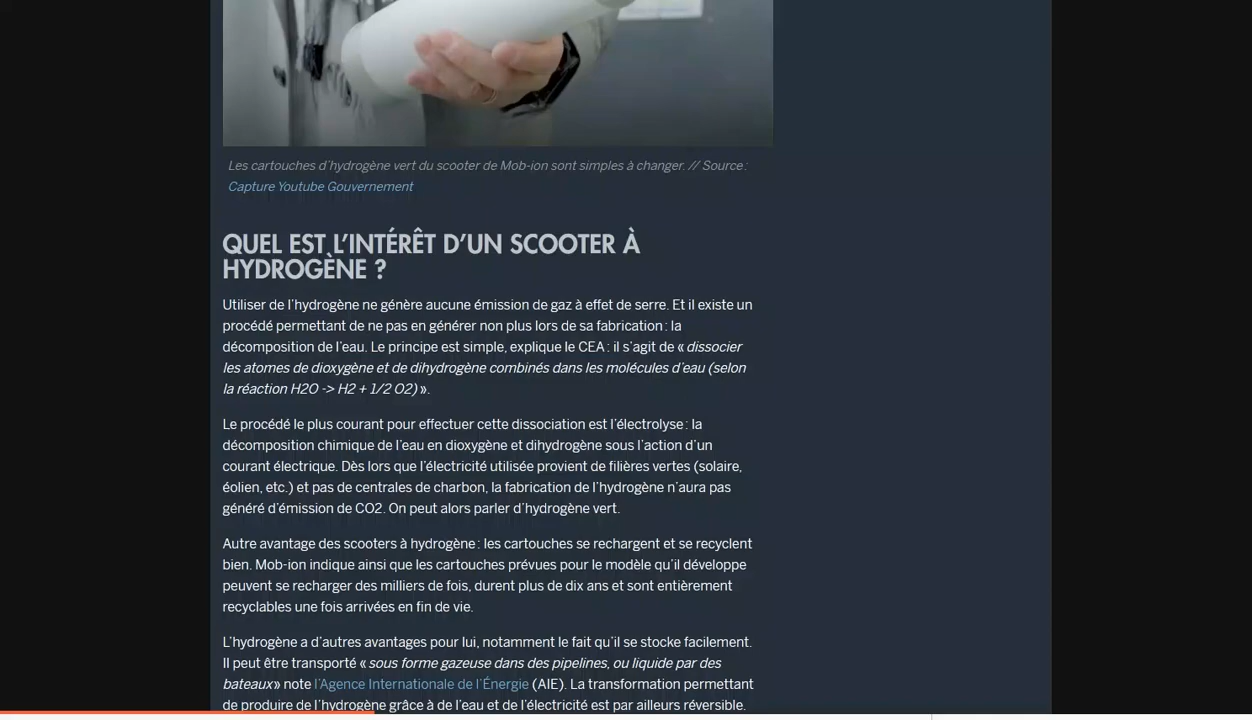 Les cartouches d'hydrogène vert du scooter de Mob-ion sont simples à changer. // Source :
Capture Youtube Gouvernement
QUEL EST L'INTÉRÊT D'UN SCOOTER À
HYDROGÈNE ?
Utiliser de l'hydrogène ne génère aucune émission de gaz à effet de serre. Et il existe un
procédé permettant de ne pas en générer non plus lors de sa fabrication : la
décomposition de l'eau. Le principe est simple, explique le CEA : il s'agit de « dissocier
les atomes de dioxygène et de dihydrogène combinés dans les molécules d'eau (selon
la réaction H2O -> H2 + 1/2 O2) ».
Le procédé le plus courant pour effectuer cette dissociation est l'électrolyse : la
décomposition chimique de l'eau en dioxygène et dihydrogène sous l'action d'un
courant électrique. Dès lors que l'électricité utilisée provient de filières vertes (solaire,
éolien, etc.) et pas de centrales de charbon, la fabrication de l'hydrogène n'aura pas
généré d'émission de CO2. On peut alors parler d'hydrogène vert.
Autre avantage des scooters à hydrogène : les cartouches se rechargent et se recyclent
bien. Mob-ion indique ainsi que les cartouches prévues pour le modèle qu'il développe
peuvent se recharger des milliers de fois, durent plus de dix ans et sont entièrement
recyclables une fois arrivées en fin de vie.
L'hydrogène a d'autres avantages pour lui, notamment le fait qu'il se stocke facilement.
Il peut être transporté « sous forme gazeuse dans des pipelines, ou liquide par des
bateaux » note l'Agence Internationale de l'Énergie (AIE). La transformation permettant
de produire de l'hydrogène grâce à de l'eau et de l'électricité est par ailleurs réversible.